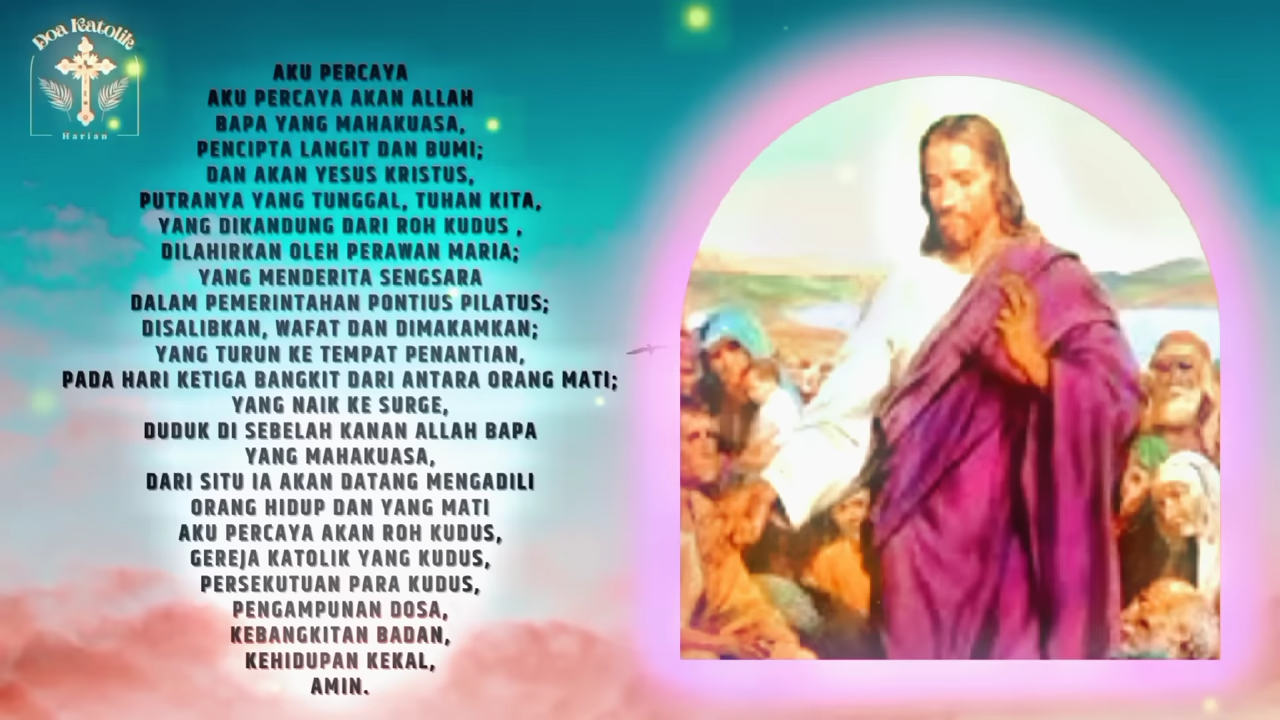 Doa Katolik
Harian
AKU PERCAYA
AKU PERCAYA AKAN ALLAH
BAPA YANG MAHAKUASA,
PENCIPTA LANGIT DAN BUMI;
DAN AKAN YESUS KRISTUS,
PUTRANYA YANG TUNGGAL, TUHAN KITA,
YANG DIKANDUNG DARI ROH KUDUS ,
DILAHIRKAN OLEH PERAWAN MARIA;
YANG MENDERITA SENGSARA
DALAM PEMERINTAHAN PONTIUS PILATUS;
DISALIBKAN, WAFAT DAN DIMAKAMKAN;
YANG TURUN KE TEMPAT PENANTIAN,
PADA HARI KETIGA BANGKIT DARI ANTARA ORANG MATI;
YANG NAIK KE SURGE,
DUDUK DI SEBELAH KANAN ALLAH BAPA
YANG MAHAKUASA,
DARI SITU IA AKAN DATANG MENGADILI
ORANG HIDUP DAN YANG MATI
AKU PERCAYA AKAN ROH KUDUS,
GEREJA KATOLIK YANG KUDUS,
PERSEKUTUAN PARA KUDUS,
PENGAMPUNAN DOSA,
KEBANGKITAN BADAN,
KEHIDUPAN KEKAL,
AMIN.